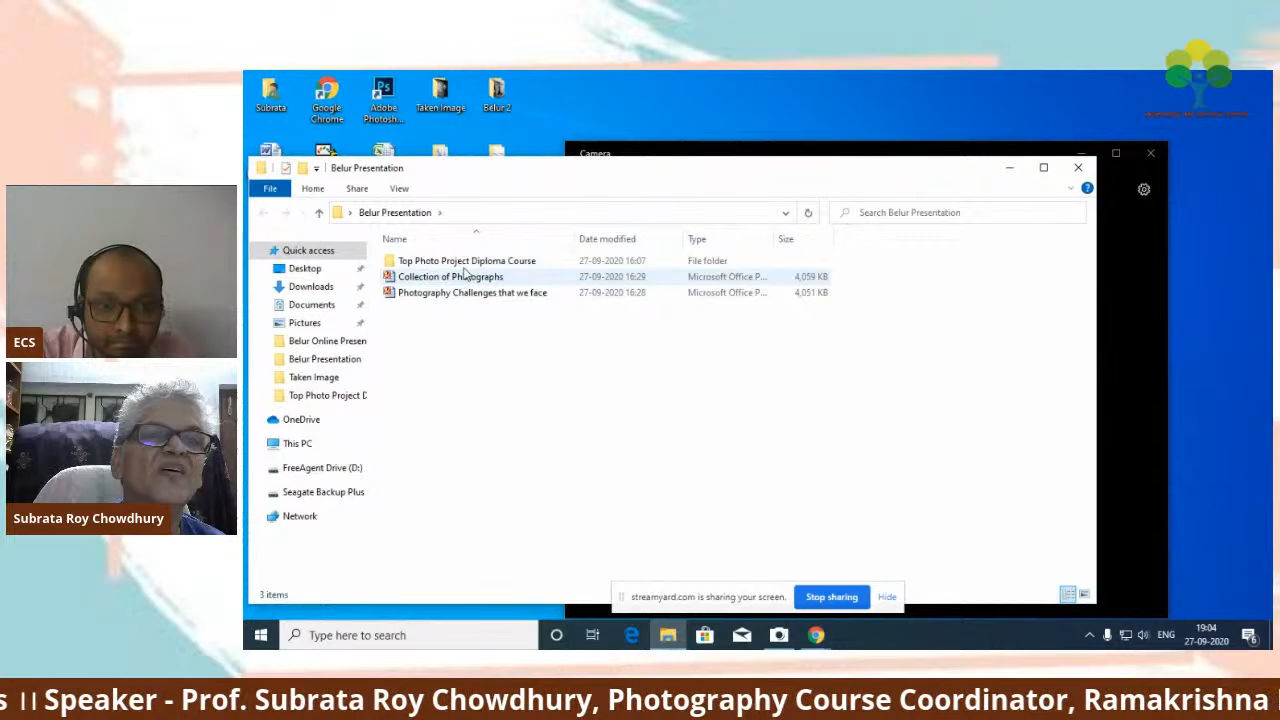 Subrata
Google
Chrome
Adobe
Photosh...
Taken Image
Belur 2
Camera
Belur Presentation
File
Home
Share
View
Belur Presentation
Search Belur Presentation
Name
Date modified
Type
Size
Quick access
Desktop
Downloads
Documents
Pictures
Belur Online Presen
Belur Presentation
Taken Image
Top Photo Project D
OneDrive
This PC
FreeAgent Drive (D:)
Seagate Backup Plus
Network
Top Photo Project Diploma Course 27-09-2020 16:07 File folder
Collection of Photographs 27-09-2020 16:29 Microsoft Office P... 4,059 KB
Photography Challenges that we face 27-09-2020 16:28 Microsoft Office P... 4,051 KB
3 items
streamyard.com is sharing your screen.
Stop sharing
Hide
Type here to search
ENG
19:04
27-09-2020
ECS
Subrata Roy Chowdhury
s || Speaker - Prof. Subrata Roy Chowdhury, Photography Course Coordinator, Ramakrishna